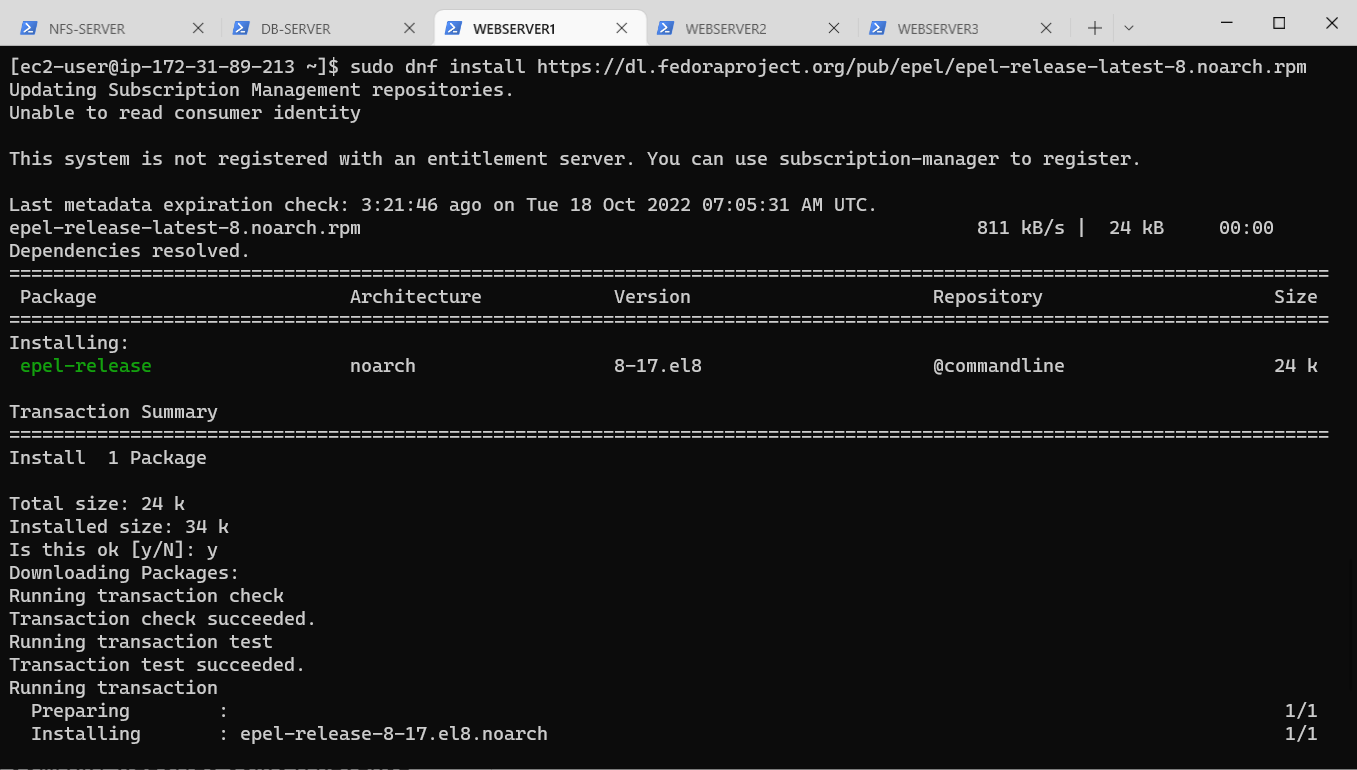 NFS-SERVER DB-SERVER WEBSERVER1 WEBSERVER2 WEBSERVER3
[ec2-user@ip-172-31-89-213 ~]$ sudo dnf install https://dl.fedoraproject.org/pub/epel/epel-release-latest-8.noarch.rpm
Updating Subscription Management repositories.
Unable to read consumer identity
This system is not registered with an entitlement server. You can use subscription-manager to register.
Last metadata expiration check: 3:21:46 ago on Tue 18 Oct 2022 07:05:31 AM UTC.
epel-release-latest-8.noarch.rpm 811 kB/s | 24 kB 00:00
Dependencies resolved.
========================================================================================================================
Package Architecture Version Repository Size
========================================================================================================================
Installing:
epel-release noarch 8-17.el8 @commandline 24 k
Transaction Summary
========================================================================================================================
Install 1 Package
Total size: 24 k
Installed size: 34 k
Is this ok [y/N]: y
Downloading Packages:
Running transaction check
Transaction check succeeded.
Running transaction test
Transaction test succeeded.
Running transaction
Preparing : 1/1
Installing : epel-release-8-17.el8.noarch 1/1